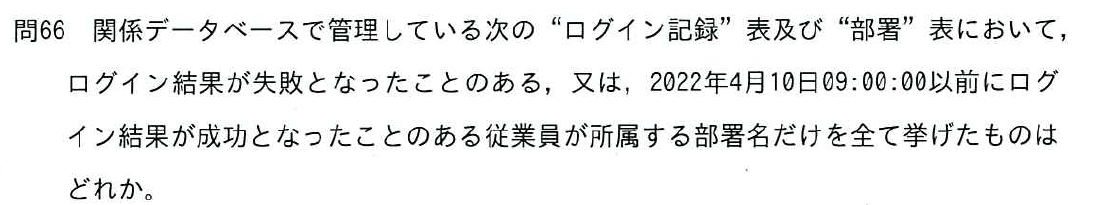 問66 関係データベースで管理している次の“ログイン記録”表及び“部署”表において，
ログイン結果が失敗となったことのある，又は，2022年4月10日09:00:00以前にログ
イン結果が成功となったことのある従業員が所属する部署名だけを全て挙げたものは
どれか。